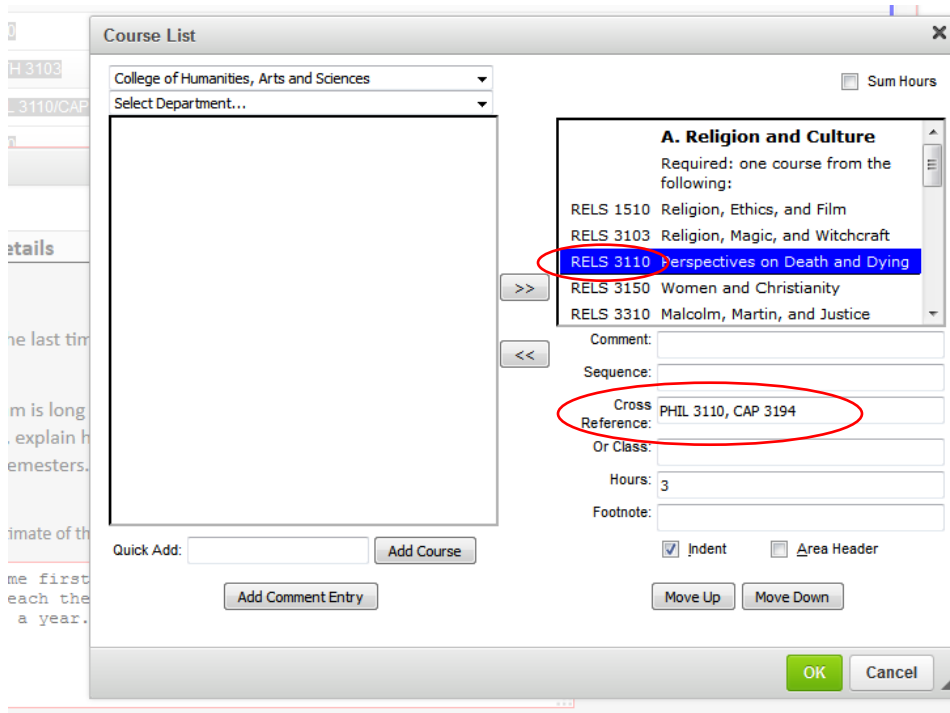 Course List
College of Humanities, Arts and Sciences
Select Department...
Sum Hours
A. Religion and Culture
Required: one course from the
following:
RELS 1510 Religion, Ethics, and Film
RELS 3103 Religion, Magic, and Witchcraft
RELS 3110 Perspectives on Death and Dying
RELS 3150 Women and Christianity
RELS 3310 Malcolm, Martin, and Justice
>>
<<
Comment:
Sequence:
Cross
Reference:
PHIL 3110, CAP 3194
Or Class:
Hours:
3
Footnote:
Indent
Area Header
Quick Add:
Add Course
Add Comment Entry
Move Up
Move Down
OK
Cancel
H 3103
3110/CAP
etails
he last tim
m is long
, explain h
emesters.
imate of th
me first
each the
a year.